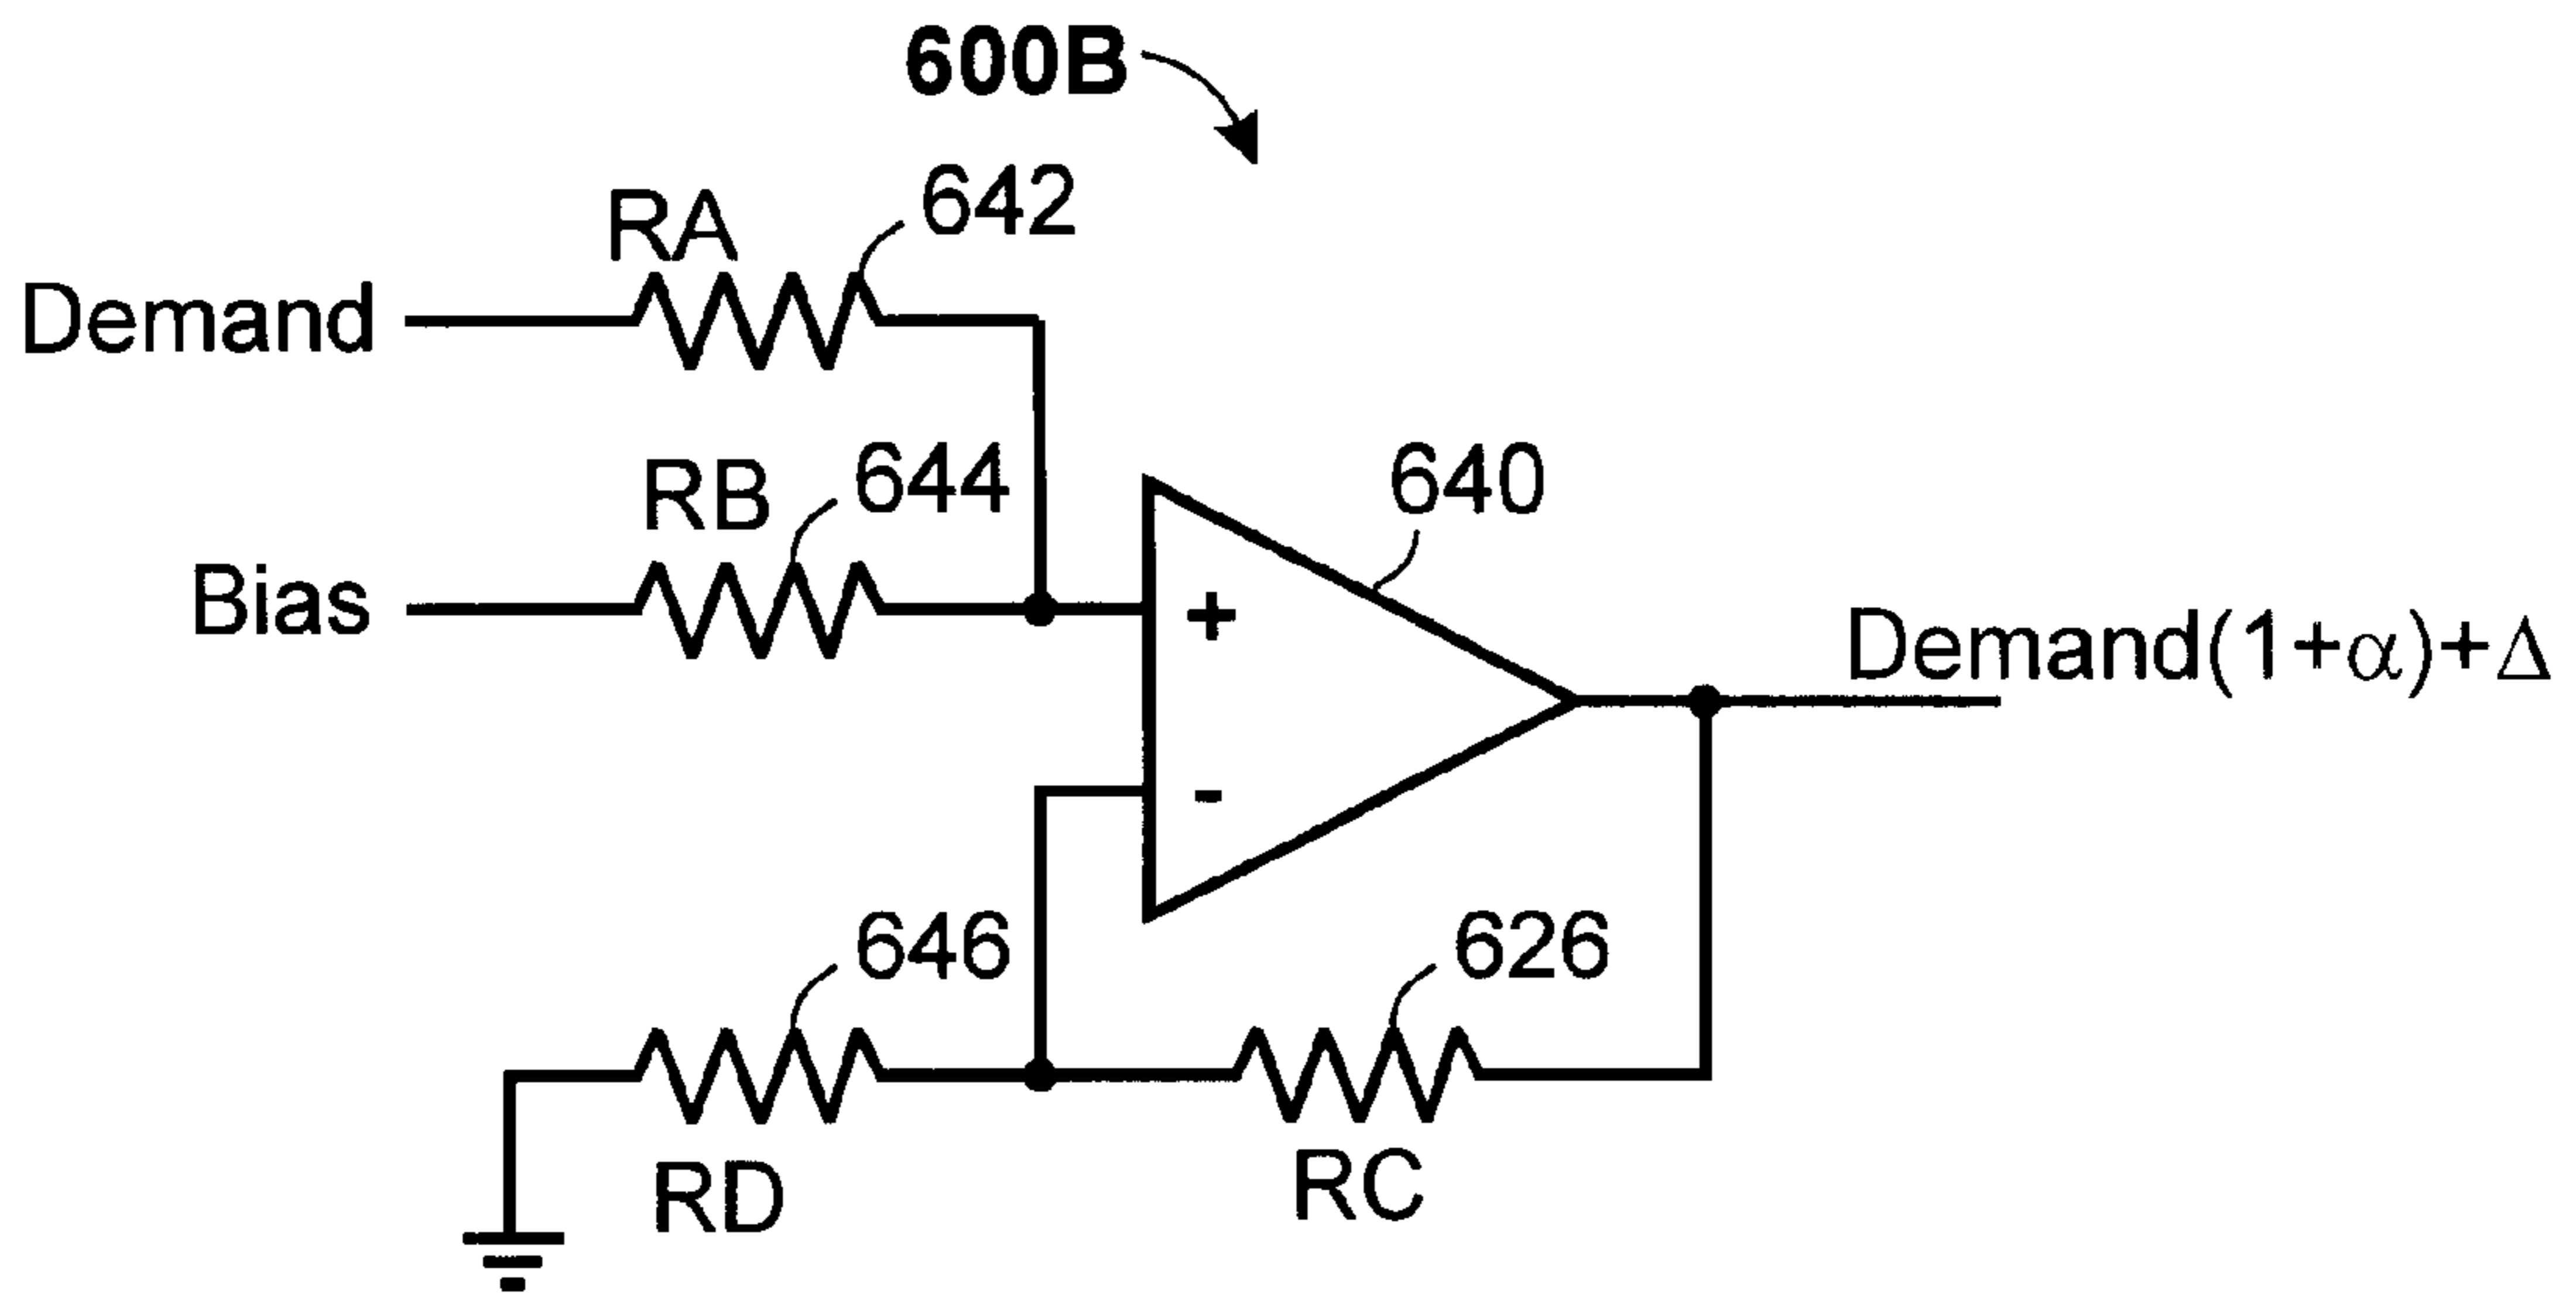 600B
642
RA
Demand
644
RB
640
Bias
+
Demand(1+α)+Δ
-
646
626
RD
RC